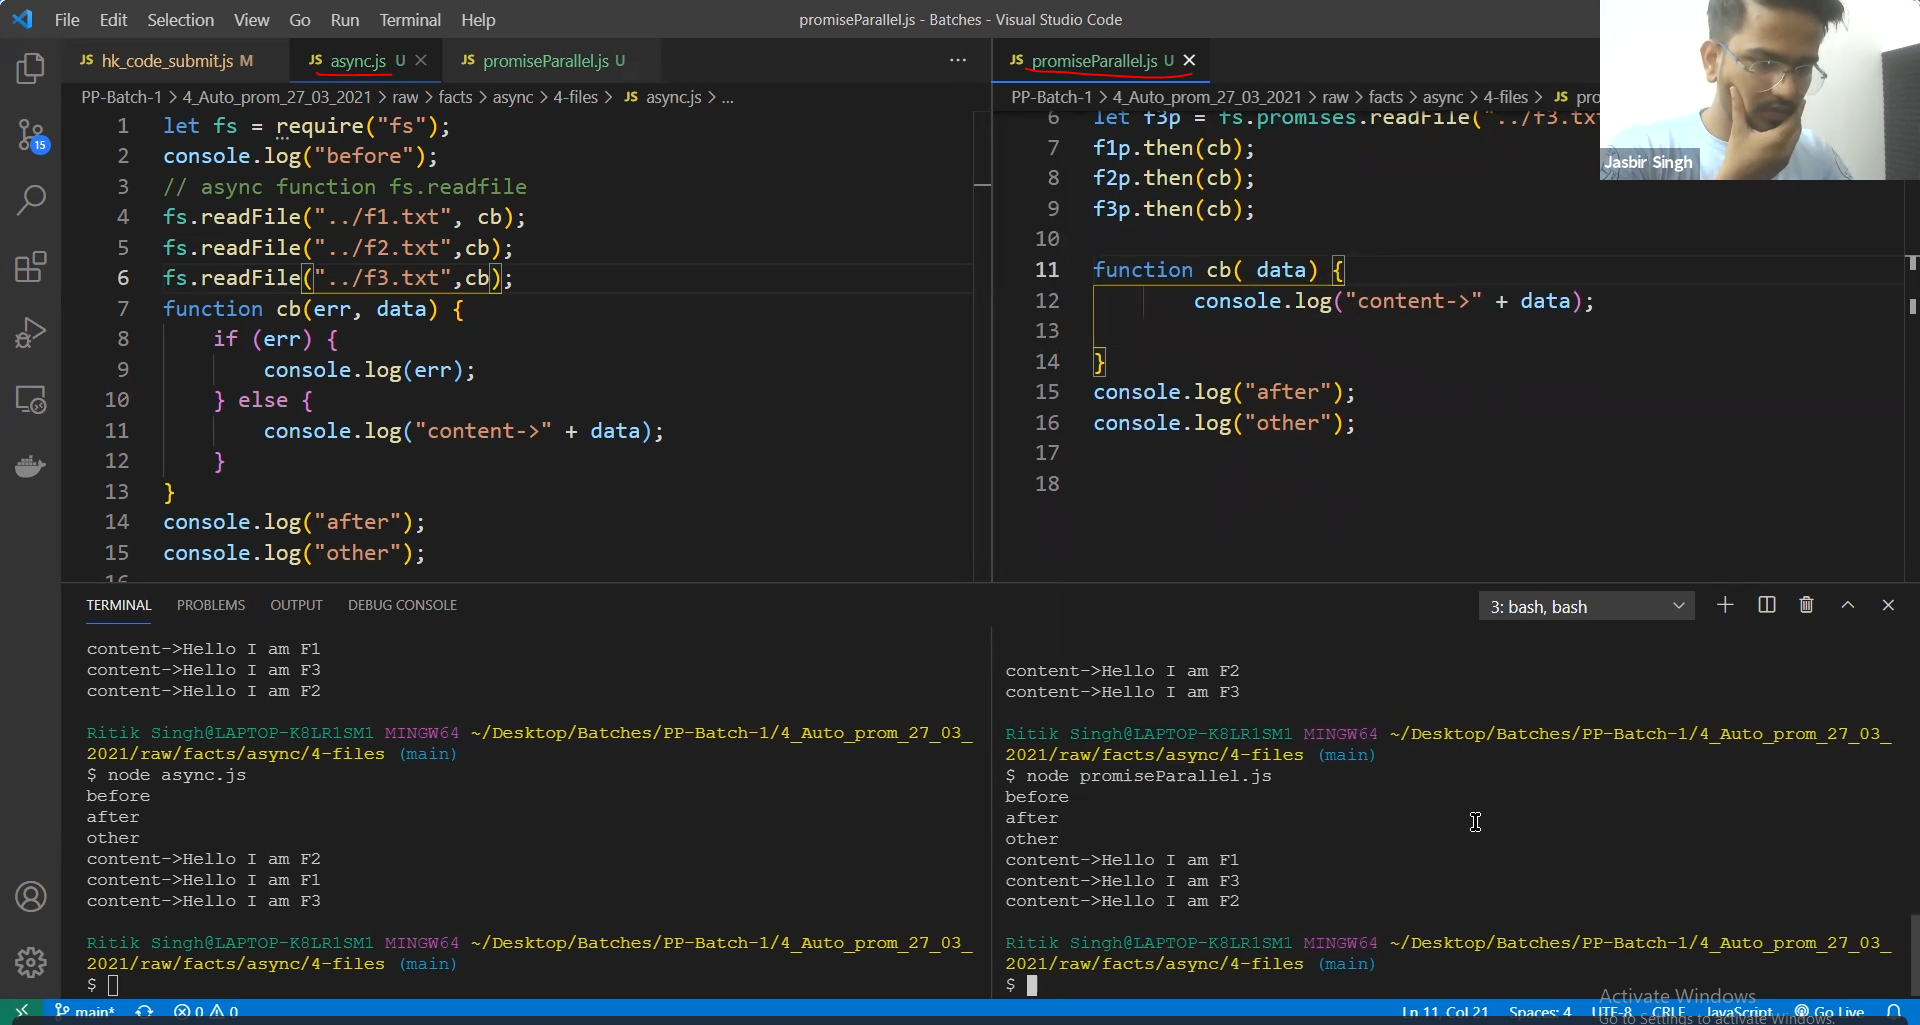 File Edit Selection View Go Run Terminal Help
promiseParallel.js - Batches - Visual Studio Code
JS hk_code_submit.js M
JS async.js U
JS promiseParallel.js U
JS promiseParallel.js U
PP-Batch-1 > 4_Auto_prom_27_03_2021 > raw > facts > async > 4-files > JS async.js > ...
PP-Batch-1 > 4_Auto_prom_27_03_2021 > raw > facts > async > 4-files > JS pro
Jasbir Singh
15
1 let fs = require("fs");
2 console.log("before");
3 // async function fs.readfile
4 fs.readFile("../f1.txt", cb);
5 fs.readFile("../f2.txt",cb);
6 fs.readFile("../f3.txt",cb);
7 function cb(err, data) {
8 if (err) {
9 console.log(err);
10 } else {
11 console.log("content->" + data);
12 }
13 }
14 console.log("after");
15 console.log("other");
16
6 let f3p = fs.promises.readFile("../f3.txt
7 f1p.then(cb);
8 f2p.then(cb);
9 f3p.then(cb);
10
11 function cb( data) {
12 console.log("content->" + data);
13
14 }
15 console.log("after");
16 console.log("other");
17
18
TERMINAL PROBLEMS OUTPUT DEBUG CONSOLE
3: bash, bash
content->Hello I am F1
content->Hello I am F3
content->Hello I am F2
Ritik Singh@LAPTOP-K8LR1SM1 MINGW64 ~/Desktop/Batches/PP-Batch-1/4_Auto_prom_27_03_
2021/raw/facts/async/4-files (main)
$ node async.js
before
after
other
content->Hello I am F2
content->Hello I am F1
content->Hello I am F3
Ritik Singh@LAPTOP-K8LR1SM1 MINGW64 ~/Desktop/Batches/PP-Batch-1/4_Auto_prom_27_03_
2021/raw/facts/async/4-files (main)
$
content->Hello I am F2
content->Hello I am F3
Ritik Singh@LAPTOP-K8LR1SM1 MINGW64 ~/Desktop/Batches/PP-Batch-1/4_Auto_prom_27_03_
2021/raw/facts/async/4-files (main)
$ node promiseParallel.js
before
after
other
content->Hello I am F1
content->Hello I am F3
content->Hello I am F2
Ritik Singh@LAPTOP-K8LR1SM1 MINGW64 ~/Desktop/Batches/PP-Batch-1/4_Auto_prom_27_03_
2021/raw/facts/async/4-files (main)
$
Activate Windows
Go to Settings to activate Windows.
main* 0 0 Ln 11, Col 21 Spaces: 4 UTF-8 CRLF JavaScript Go Live